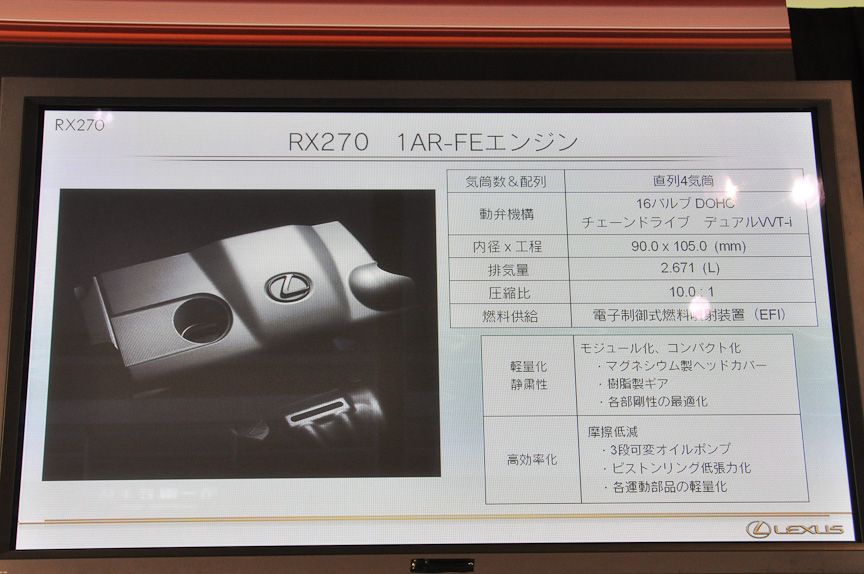 RX270
RX270 1AR-FEエンジン
気筒数＆配列 直列4気筒
動弁機構 16バルブ DOHC
チェーンドライブ デュアルVVT-i
内径 x 工程 90.0 x 105.0 (mm)
排気量 2.671 (L)
圧縮比 10.0 : 1
燃料供給 電子制御式燃料噴射装置（EFI）
軽量化
静粛性
モジュール化、コンパクト化
・マグネシウム製ヘッドカバー
・樹脂製ギア
・各部剛性の最適化
高効率化
摩擦低減
・3段可変オイルポンプ
・ピストンリング低張力化
・各運動部品の軽量化
LEXUS